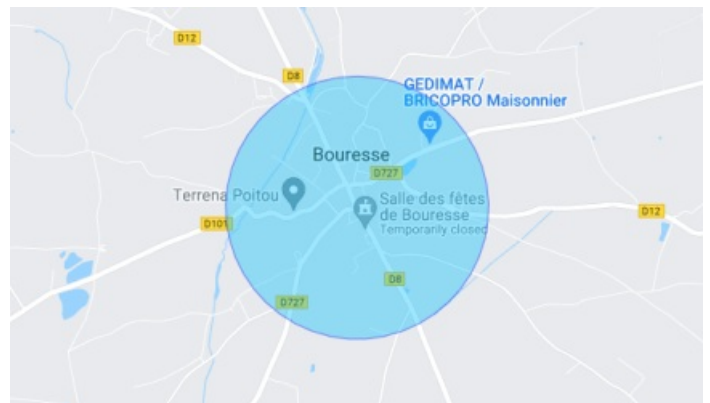 D12
D8
GEDIMAT /
BRICOPRO Maisonnier
Bouresse
D727
Terrena Poitou
Salle des fêtes
de Bouresse
Temporarily closed
D101
D12
D8
D727